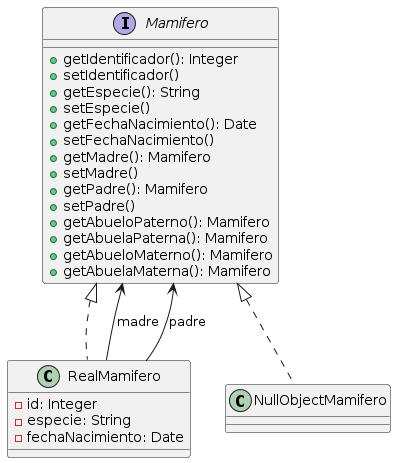 I Mamifero
getIdentificador(): Integer
setIdentificador()
getEspecie(): String
setEspecie()
getFechaNacimiento(): Date
setFechaNacimiento()
getMadre(): Mamifero
setMadre()
getPadre(): Mamifero
setPadre()
getAbueloPaterno(): Mamifero
getAbuelaPaterna(): Mamifero
getAbueloMaterno(): Mamifero
getAbuelaMaterna(): Mamifero
madre
padre
C RealMamifero
id: Integer
especie: String
fechaNacimiento: Date
C NullObjectMamifero